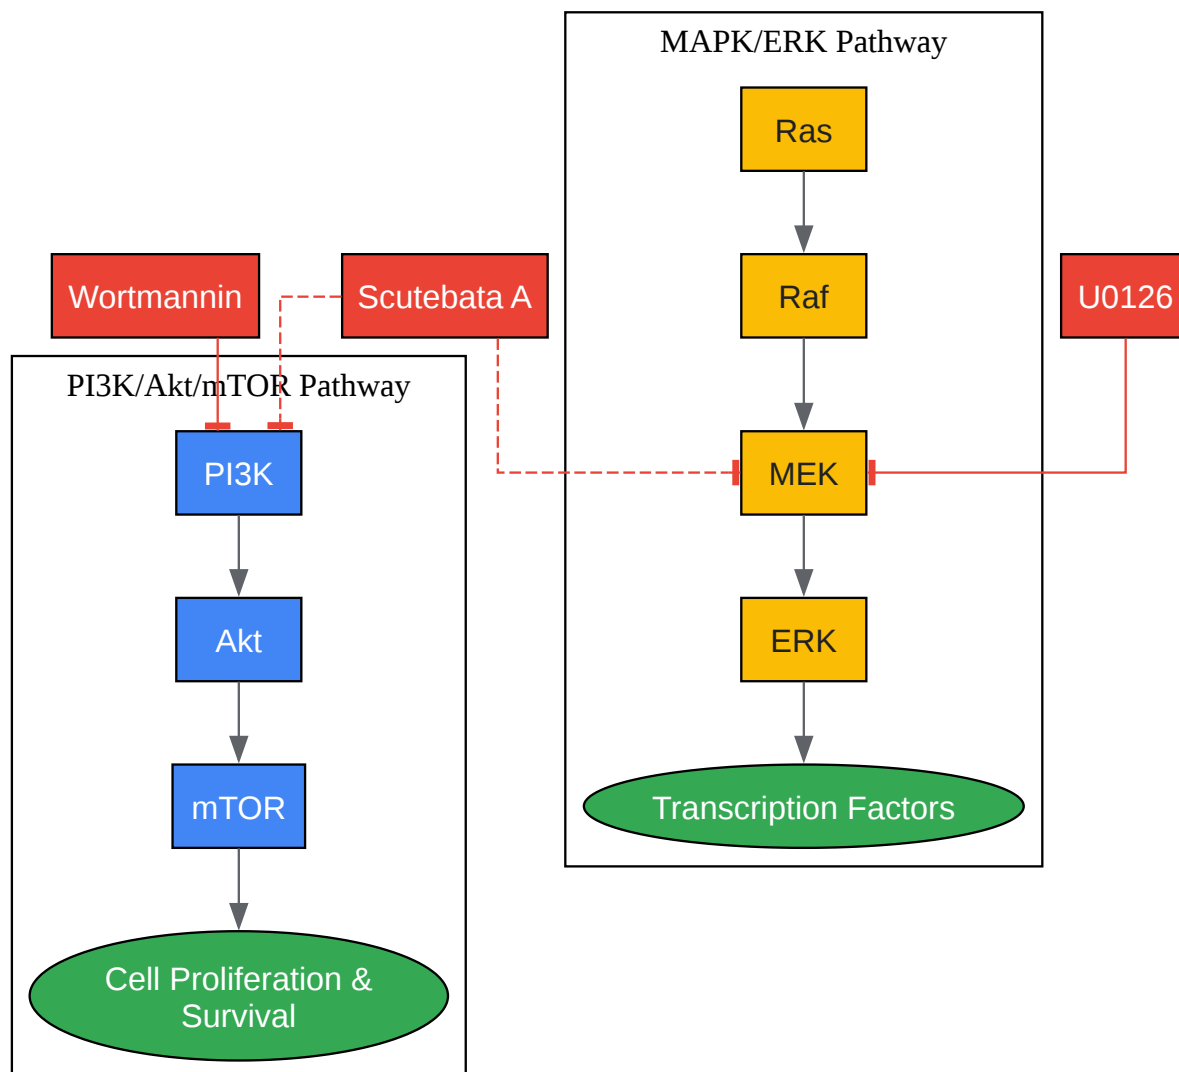 MAPK/ERK Pathway
Ras
Wortmannin
Scutebata A
Raf
U0126
PI3K/Akt/mTOR Pathway
PI3K
MEK
Akt
ERK
mTOR
Transcription Factors
Cell Proliferation &
Survival